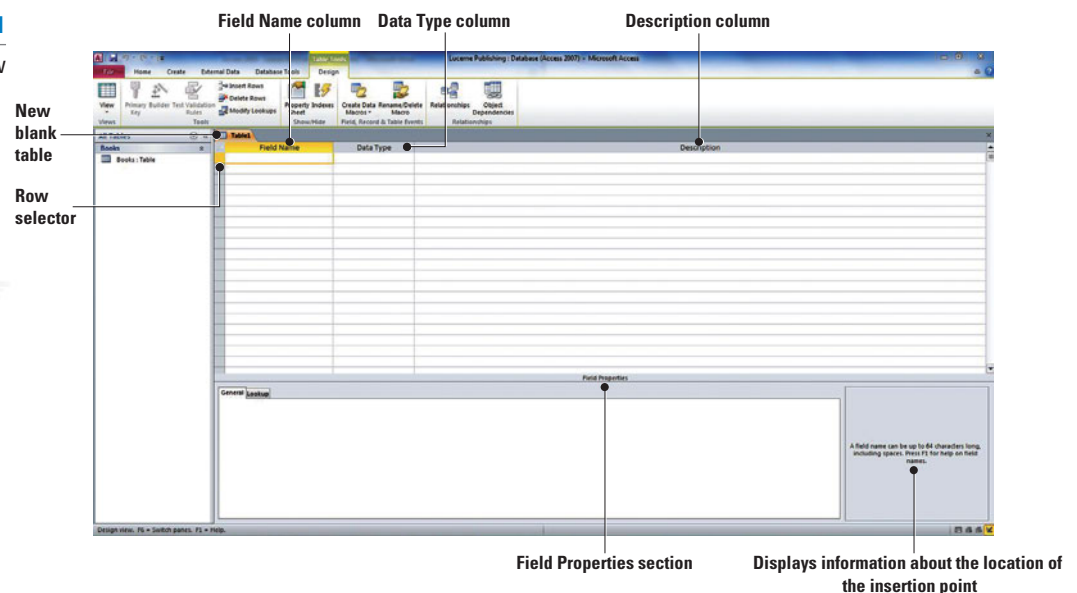 Field Name column Data Type column Description column
Table Tools Lucerne Publishing : Database (Access 2007) - Microsoft Access
File Home Create External Data Database Tools Design
Insert Rows
Delete Rows
Modify Lookups
View Primary Key Builder Test Validation Rules Property Sheet Indexes Create Data Macros Rename/Delete Macro Relationships Object Dependencies
Views Tools Show/Hide Field, Record & Table Events Relationships
New blank table
All Tables Table1
Books Field Name Data Type Description
Books : Table
Row selector
Field Properties
General Lookup
A field name can be up to 64 characters long,
including spaces. Press F1 for help on field
names.
Design view. F6 = Switch panes. F1 = Help.
Field Properties section Displays information about the location of
the insertion point